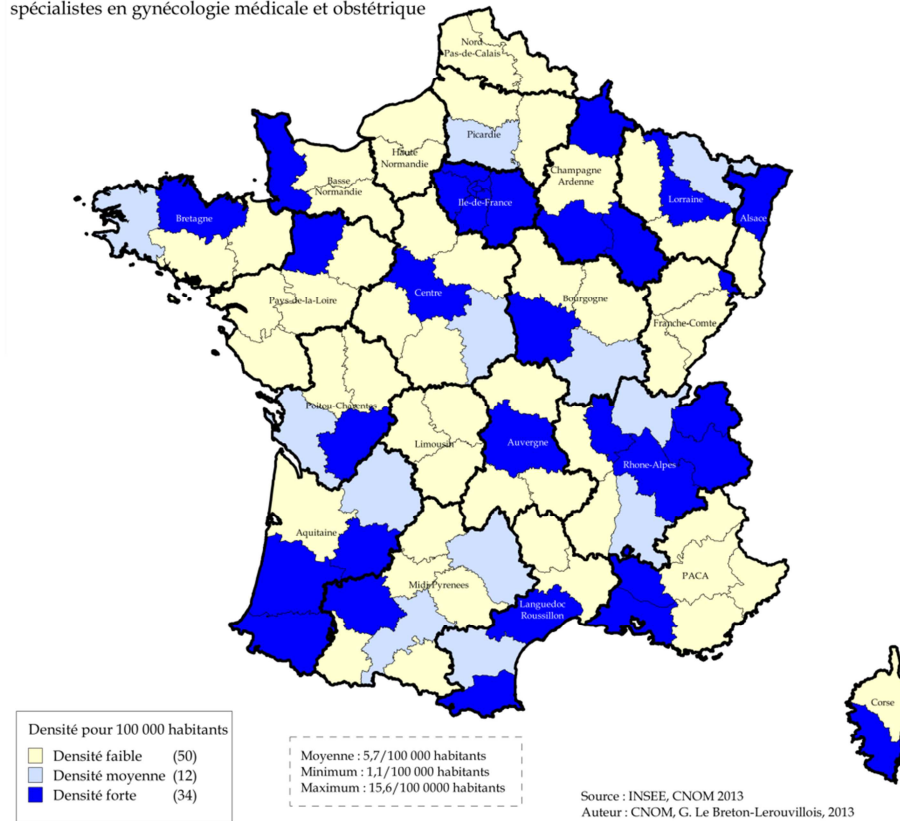 spécialistes en gynécologie médicale et obstétrique
Nord
Pas-de-Calais
Picardie
Haute
Normandie
Basse
Normandie
Champagne
Ardenne
Ile-de-France
Lorraine
Alsace
Bretagne
Pays-de-la-Loire
Centre
Bourgogne
Franche-Comte
Poitou-Charentes
Limousin
Auvergne
Rhone-Alpes
Aquitaine
Midi-Pyrenees
PACA
Languedoc
Roussillon
Corse
Densité pour 100 000 habitants
Densité faible (50)
Densité moyenne (12)
Densité forte (34)
Moyenne : 5,7/100 000 habitants
Minimum : 1,1/100 000 habitants
Maximum : 15,6/100 0000 habitants
Source : INSEE, CNOM 2013
Auteur : CNOM, G. Le Breton-Lerouvillois, 2013